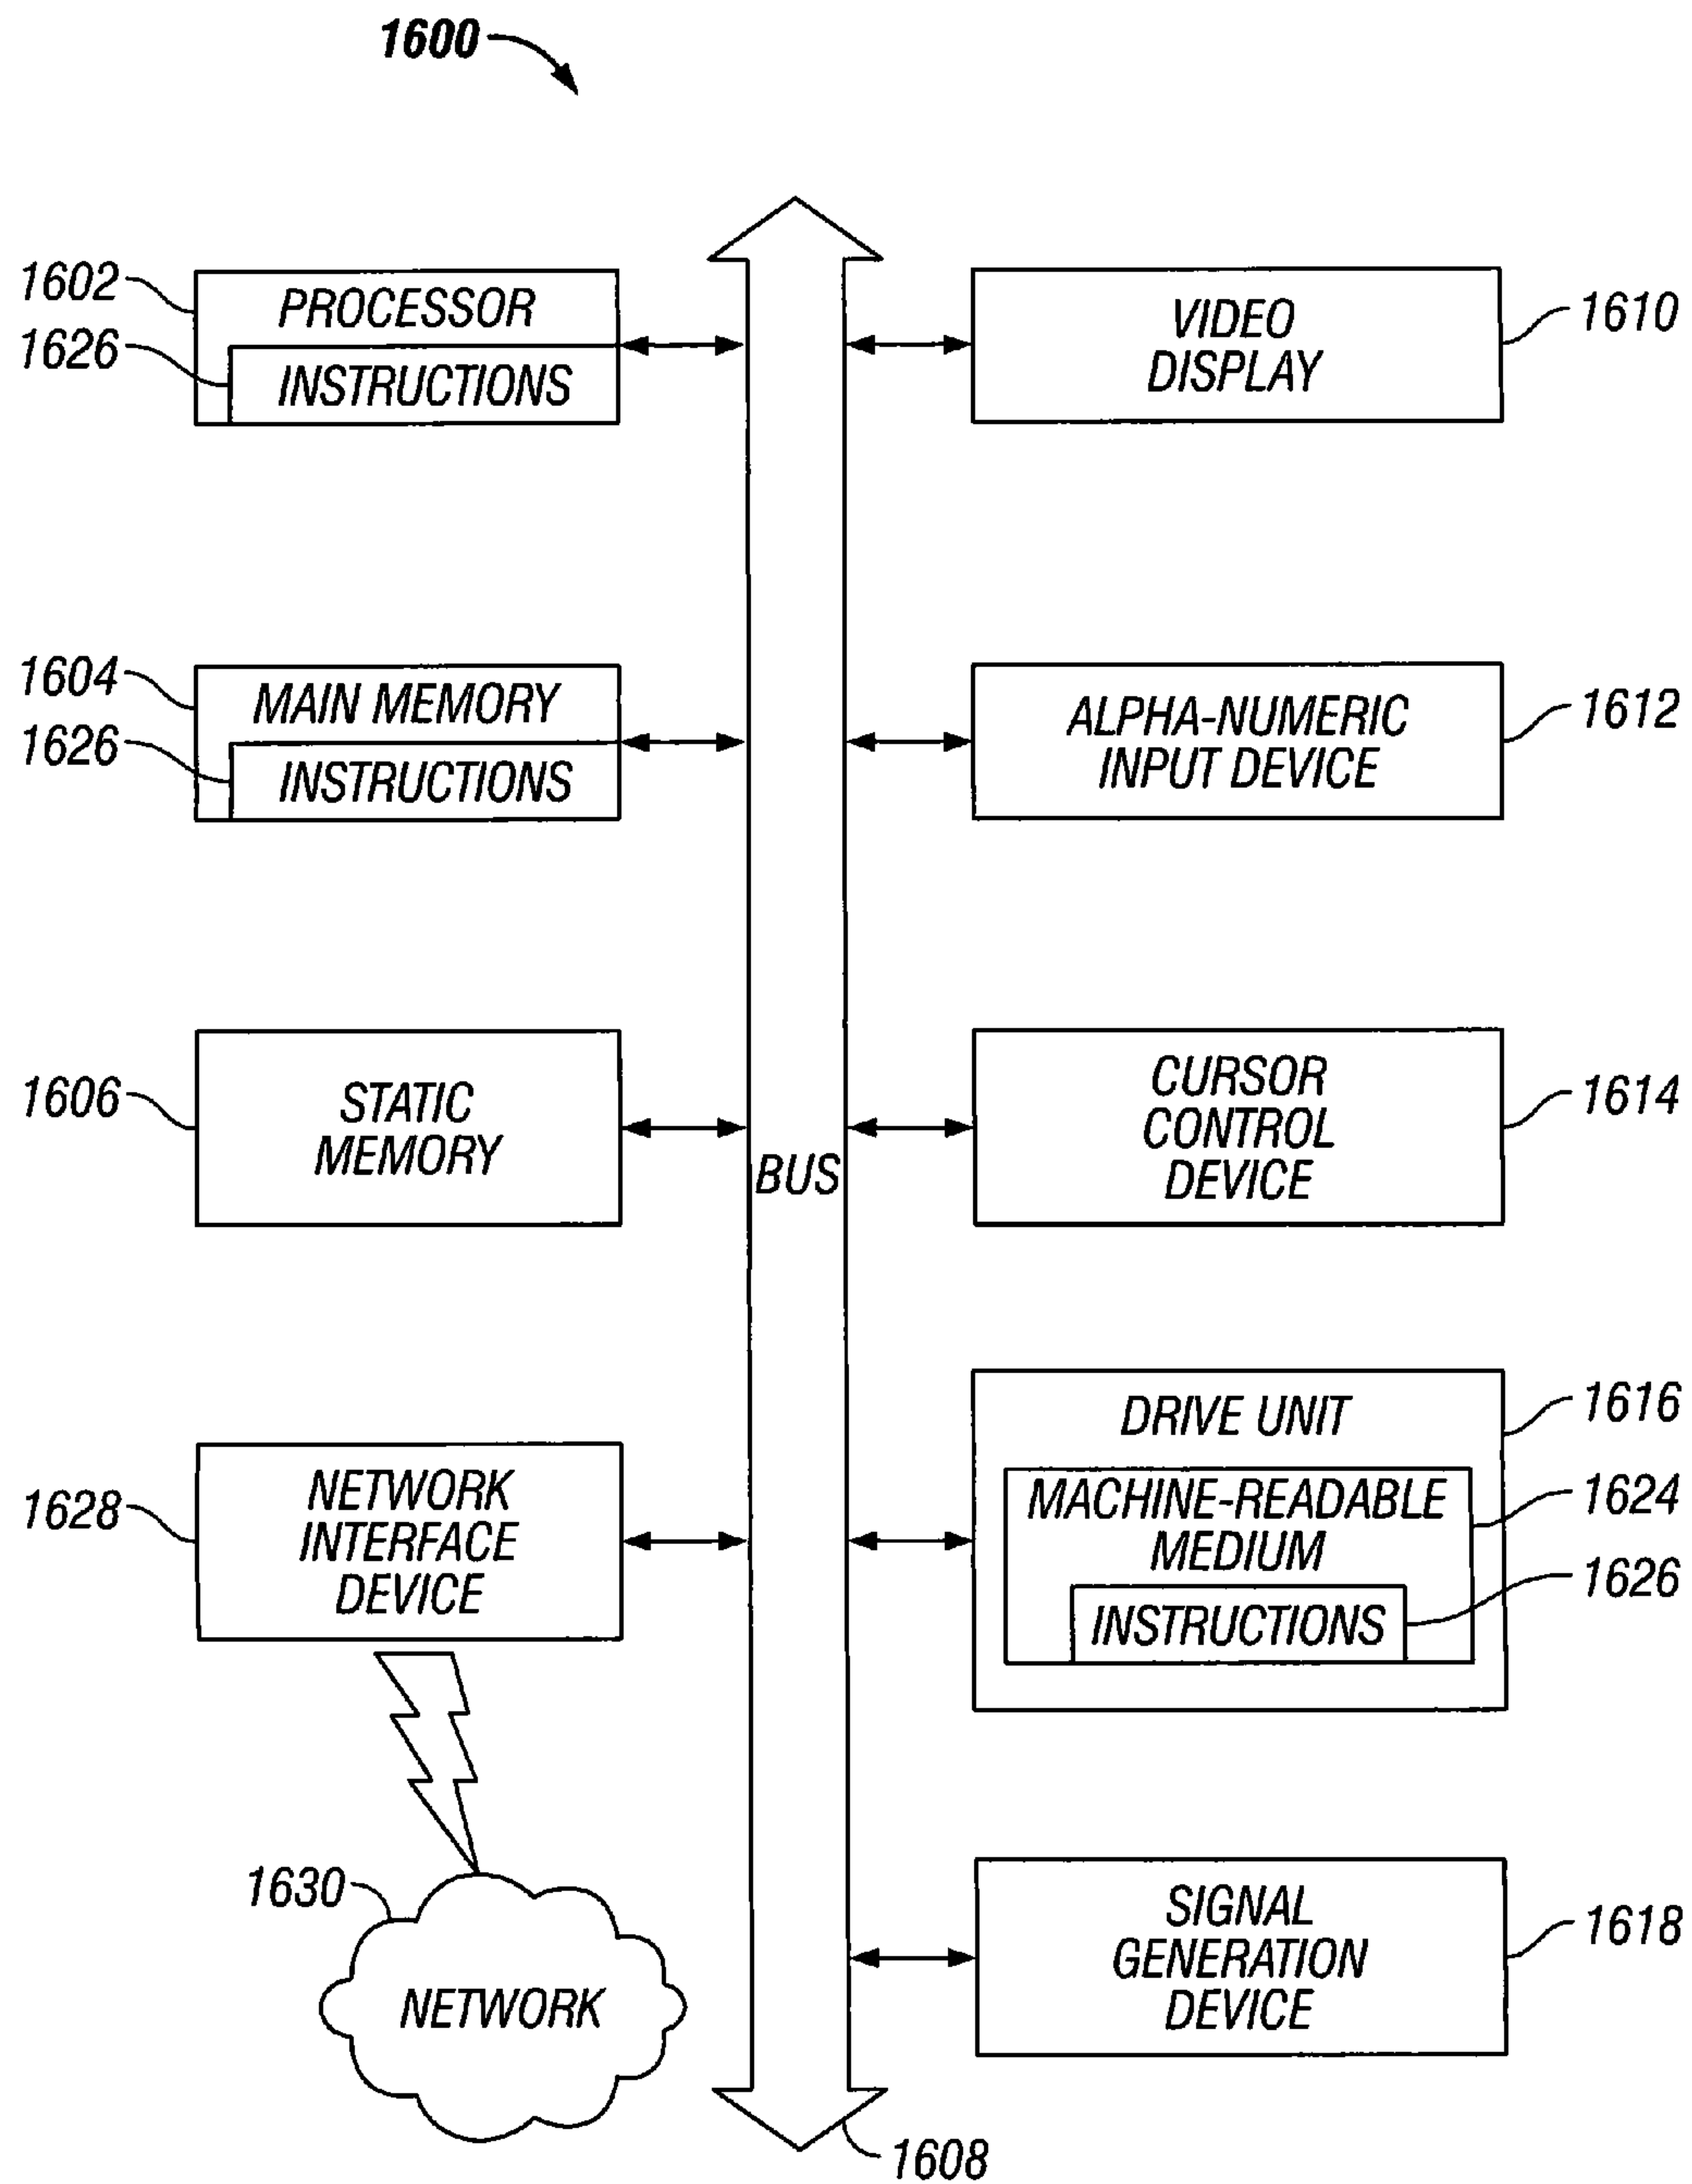 1600
1602
PROCESSOR
1626
INSTRUCTIONS
VIDEO
DISPLAY
1610
1604
MAIN MEMORY
1626
INSTRUCTIONS
ALPHA-NUMERIC
INPUT DEVICE
1612
1606
STATIC
MEMORY
BUS
CURSOR
CONTROL
DEVICE
1614
1628
NETWORK
INTERFACE
DEVICE
DRIVE UNIT
1616
MACHINE-READABLE
MEDIUM
1624
INSTRUCTIONS
1626
1630
NETWORK
SIGNAL
GENERATION
DEVICE
1618
1608